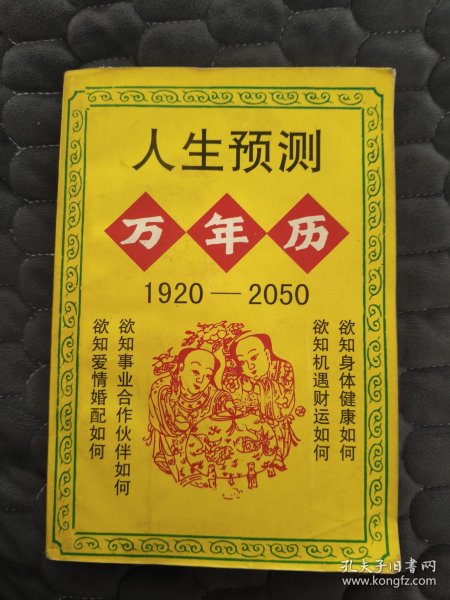 人生预测
万年历
1920—2050
欲知身体健康如何
欲知机遇财运如何
欲知事业合作伙伴如何
欲知爱情婚配如何
孔夫子旧书网
www.kongfz.com